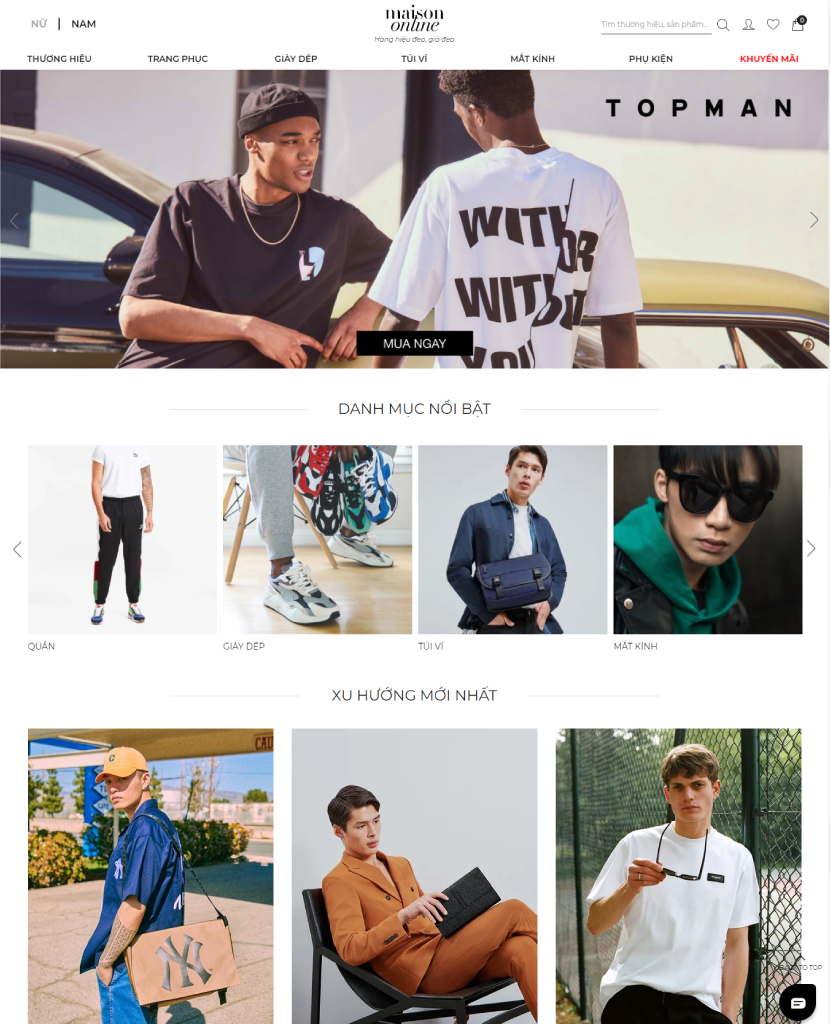 NỮ
NAM
maison
online
Hàng hiệu đẹp, giá đẹp
Tìm thương hiệu, sản phẩm...
0
THƯƠNG HIỆU
TRANG PHỤC
GIÀY DÉP
TÚI VÍ
MẮT KÍNH
PHỤ KIỆN
KHUYẾN MÃI
TOPMAN
WITH
OR
WITHOUT
YOU
MUA NGAY
DANH MỤC NỔI BẬT
QUẦN
GIÀY DÉP
TÚI VÍ
MẮT KÍNH
XU HƯỚNG MỚI NHẤT
C
NY
TO TOP